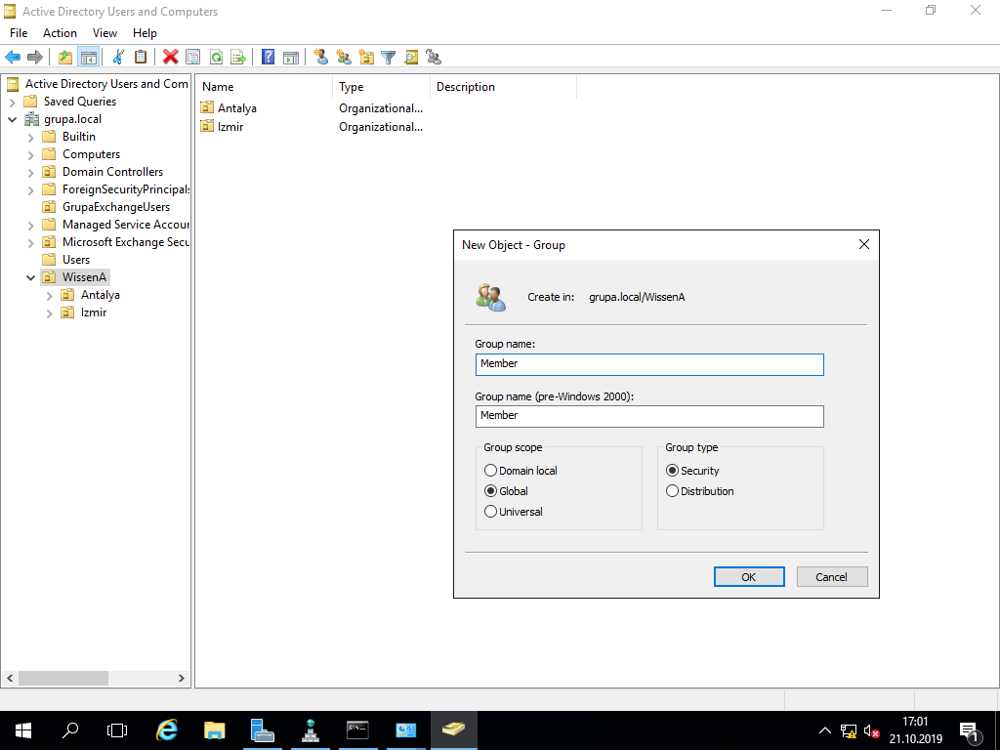 Active Directory Users and Computers
File Action View Help
Active Directory Users and Com
Saved Queries
grupa.local
Builtin
Computers
Domain Controllers
ForeignSecurityPrincipals
GrupaExchangeUsers
Managed Service Accour
Microsoft Exchange Secu
Users
WissenA
Antalya
Izmir
Name Type Description
Antalya Organizational...
Izmir Organizational...
New Object - Group
Create in: grupa.local/WissenA
Group name:
Member
Group name (pre-Windows 2000):
Member
Group scope
Domain local
Global
Universal
Group type
Security
Distribution
OK Cancel
17:01
21.10.2019
1